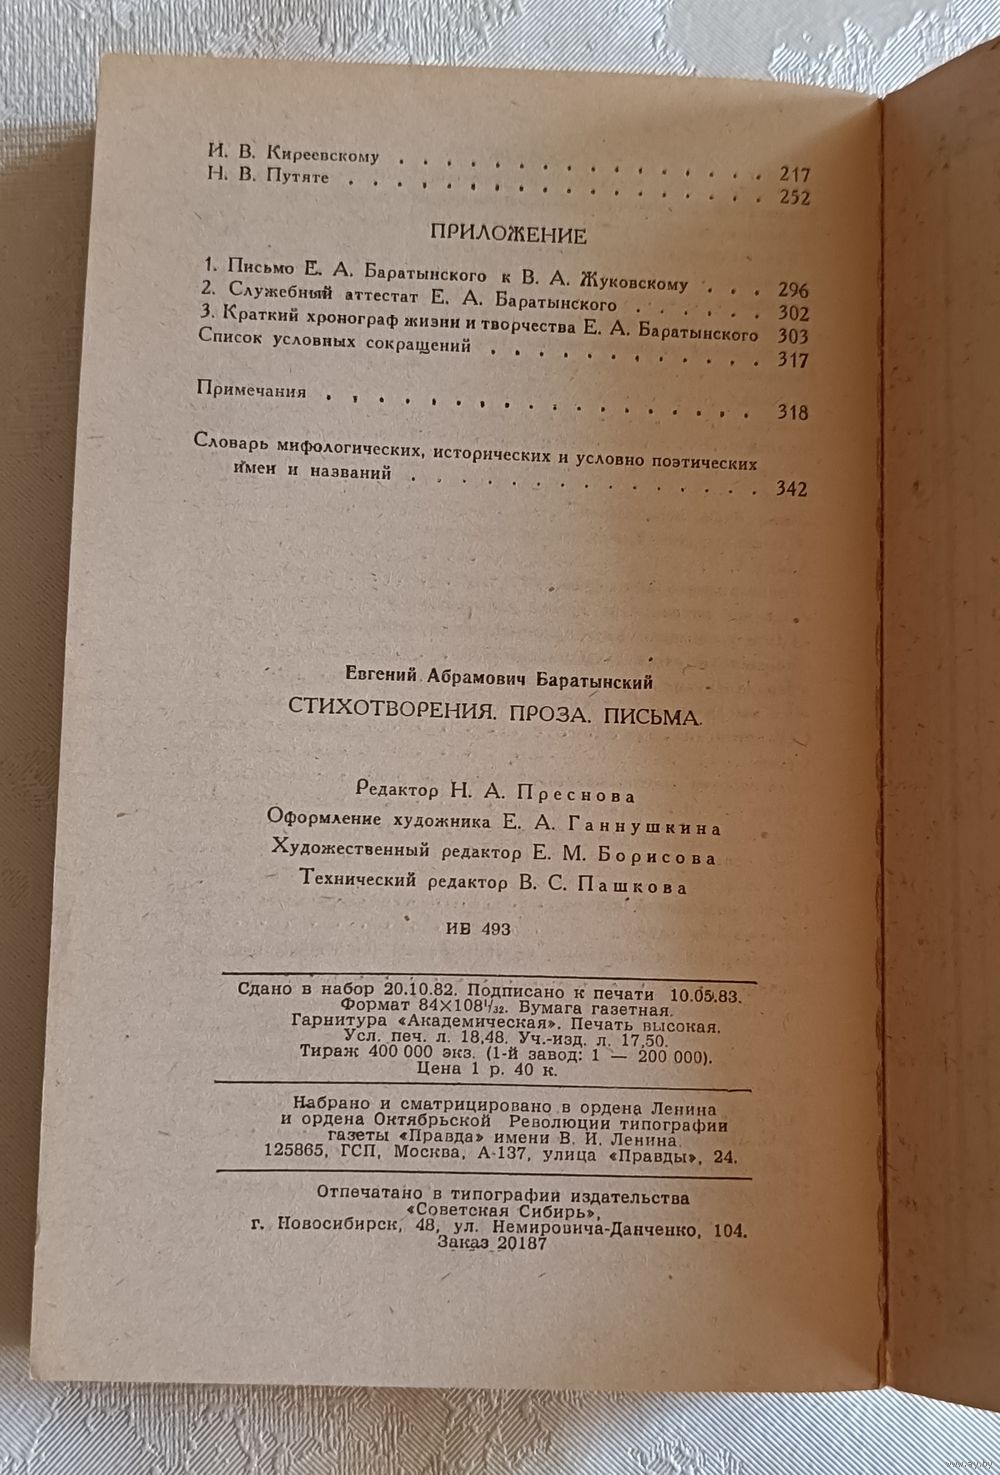 И. В. Киреевскому . . . . . . . . . . . . . . . 217
Н. В. Путяте . . . . . . . . . . . . . . . . . 252
ПРИЛОЖЕНИЕ
1. Письмо Е. А. Баратынского к В. А. Жуковскому . . . 296
2. Служебный аттестат Е. А. Баратынского . . . . . . 302
3. Краткий хронограф жизни и творчества Е. А. Баратынского 303
Список условных сокращений . . . . . . . . . . . . 317
Примечания . . . . . . . . . . . . . . . . . . 318
Словарь мифологических, исторических и условно поэтических
имен и названий . . . . . . . . . . . . . . . 342
Евгений Абрамович Баратынский
СТИХОТВОРЕНИЯ. ПРОЗА. ПИСЬМА.
Редактор Н. А. Преснова
Оформление художника Е. А. Ганнушкина
Художественный редактор Е. М. Борисова
Технический редактор В. С. Пашкова
ИБ 493
Сдано в набор 20.10.82. Подписано к печати 10.05.83.
Формат 84×108¹/₃₂. Бумага газетная.
Гарнитура «Академическая». Печать высокая.
Усл. печ. л. 18,48. Уч.-изд. л. 17,50.
Тираж 400 000 экз. (1-й завод: 1 — 200 000).
Цена 1 р. 40 к.
Набрано и сматрицировано в ордена Ленина
и ордена Октябрьской Революции типографии
газеты «Правда» имени В. И. Ленина.
125865, ГСП, Москва, А-137, улица «Правды», 24.
Отпечатано в типографии издательства
«Советская Сибирь»,
г. Новосибирск, 48, ул. Немировича-Данченко, 104.
Заказ 20187
www.ay.by